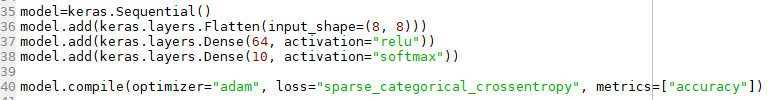 35 model=keras.Sequential()
36 model.add(keras.layers.Flatten(input_shape=(8, 8)))
37 model.add(keras.layers.Dense(64, activation="relu"))
38 model.add(keras.layers.Dense(10, activation="softmax"))
39
40 model.compile(optimizer="adam", loss="sparse_categorical_crossentropy", metrics=["accuracy"])